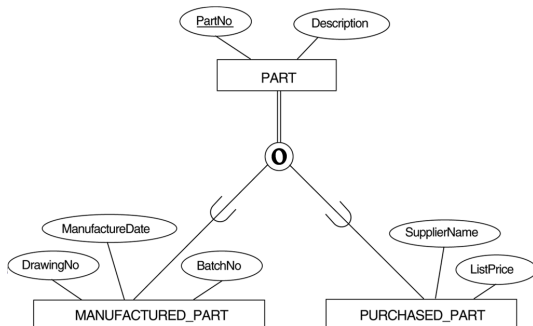 PartNo
Description
PART
O
ManufactureDate
SupplierName
DrawingNo
BatchNo
ListPrice
MANUFACTURED_PART
PURCHASED_PART